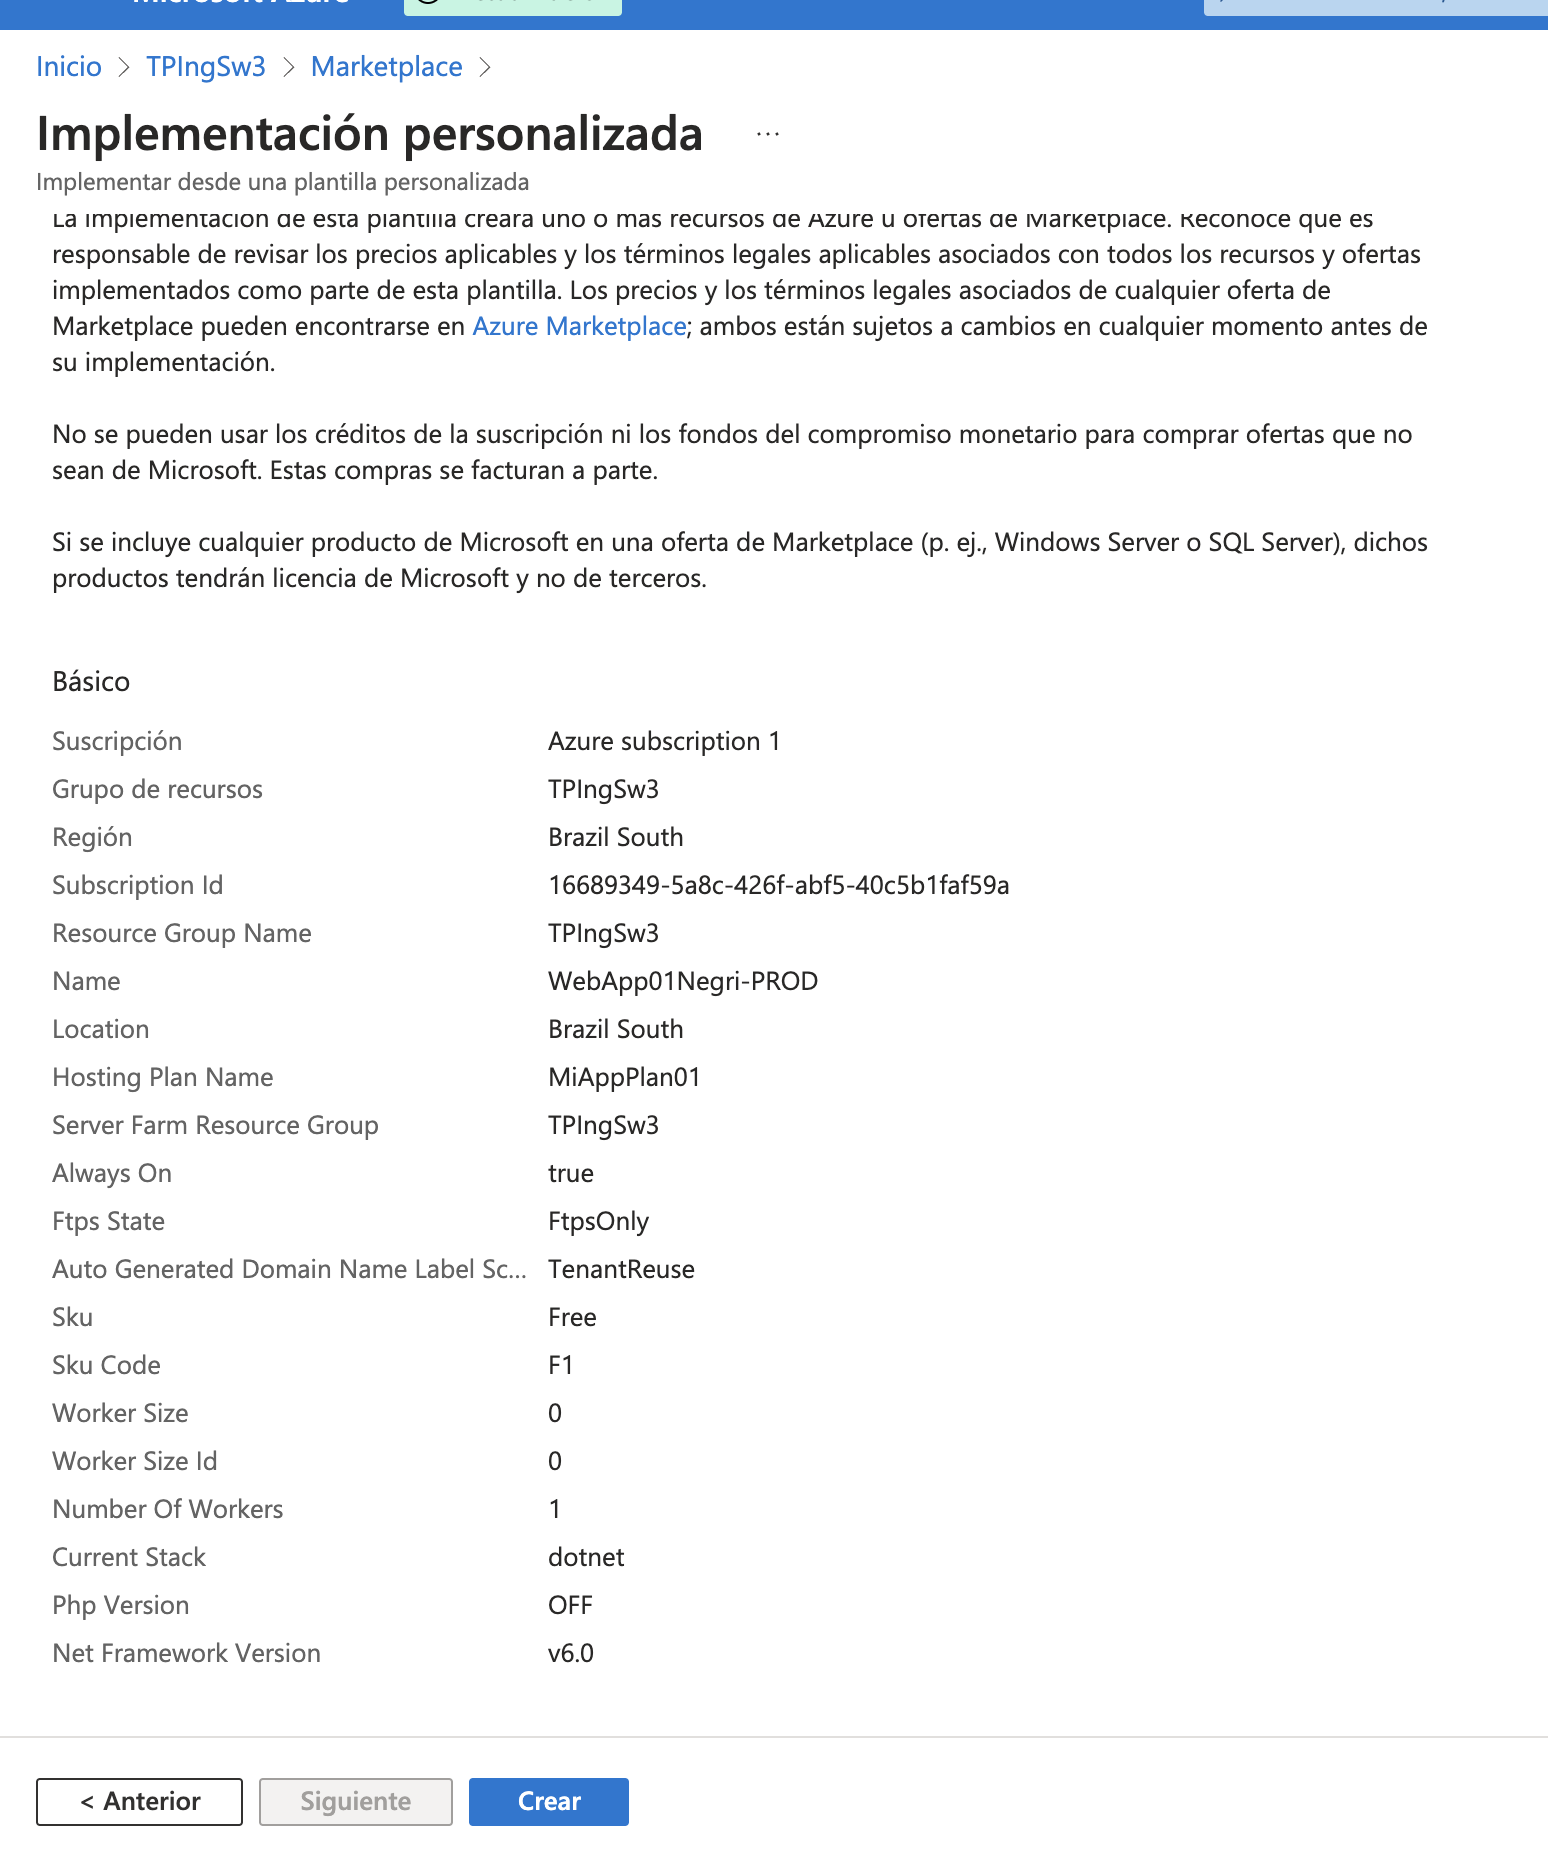 Microsoft Azure
Inicio > TPIngSw3 > Marketplace >
Implementación personalizada ...
Implementar desde una plantilla personalizada
La implementación de esta plantilla creará uno o más recursos de Azure u ofertas de Marketplace. Reconoce que es
responsable de revisar los precios aplicables y los términos legales aplicables asociados con todos los recursos y ofertas
implementados como parte de esta plantilla. Los precios y los términos legales asociados de cualquier oferta de
Marketplace pueden encontrarse en Azure Marketplace; ambos están sujetos a cambios en cualquier momento antes de
su implementación.
No se pueden usar los créditos de la suscripción ni los fondos del compromiso monetario para comprar ofertas que no
sean de Microsoft. Estas compras se facturan a parte.
Si se incluye cualquier producto de Microsoft en una oferta de Marketplace (p. ej., Windows Server o SQL Server), dichos
productos tendrán licencia de Microsoft y no de terceros.
Básico
Suscripción Azure subscription 1
Grupo de recursos TPIngSw3
Región Brazil South
Subscription Id 16689349-5a8c-426f-abf5-40c5b1faf59a
Resource Group Name TPIngSw3
Name WebApp01Negri-PROD
Location Brazil South
Hosting Plan Name MiAppPlan01
Server Farm Resource Group TPIngSw3
Always On true
Ftps State FtpsOnly
Auto Generated Domain Name Label Sc... TenantReuse
Sku Free
Sku Code F1
Worker Size 0
Worker Size Id 0
Number Of Workers 1
Current Stack dotnet
Php Version OFF
Net Framework Version v6.0
< Anterior Siguiente Crear